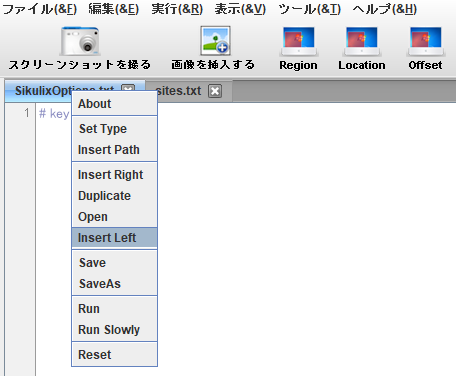 ファイル(&F) 編集(&E) 実行(&R) 表示(&V) ツール(&T) ヘルプ(&H)
スクリーンショットを撮る 画像を挿入する Region Location Offset
SikulixOptions.txt sites.txt
1 # key
About
Set Type
Insert Path
Insert Right
Duplicate
Open
Insert Left
Save
SaveAs
Run
Run Slowly
Reset